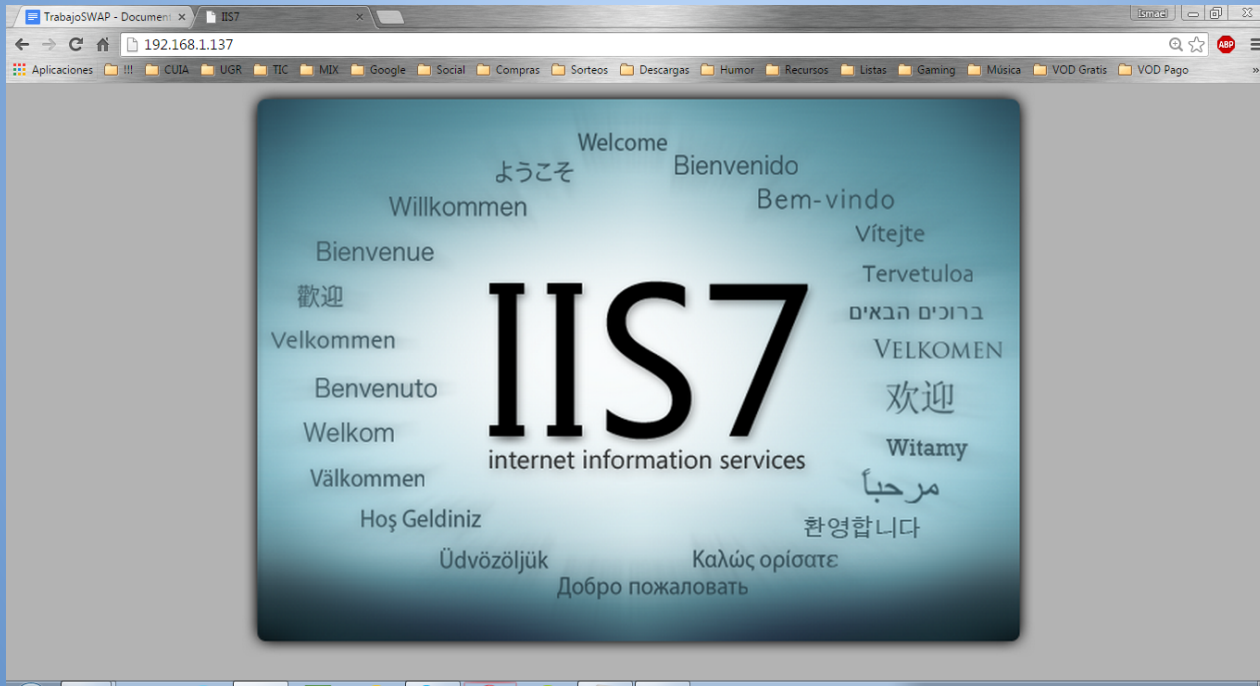 TrabajoSWAP - Document
IIS7
Ismael
192.168.1.137
ABP
Aplicaciones !!! CUIA UGR TIC MIX Google Social Compras Sorteos Descargas Humor Recursos Listas Gaming Música VOD Gratis VOD Pago »
Welcome
ようこそ
Bienvenido
Willkommen
Bem-vindo
Vítejte
Bienvenue
Tervetuloa
歡迎
ברוכים הבאים
Velkommen
VELKOMEN
Benvenuto
欢迎
Welkom
Witamy
Välkommen
مرحباً
Hoş Geldiniz
환영합니다
Üdvözöljük
Καλώς ορίσατε
Добро пожаловать
IIS7
internet information services